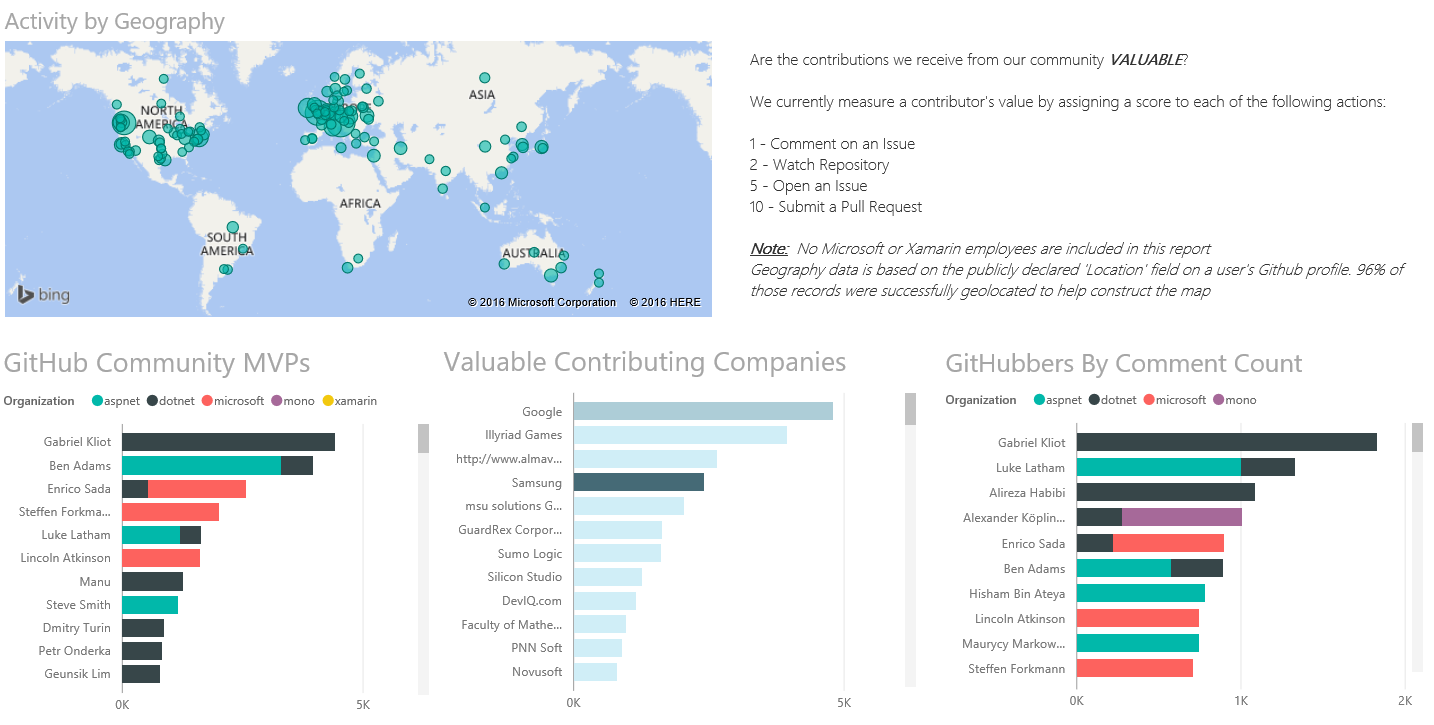 Activity by Geography
NORTH
AMERICA
ASIA
AFRICA
SOUTH
AMERICA
AUSTRALIA
bing
© 2016 Microsoft Corporation © 2016 HERE
Are the contributions we receive from our community VALUABLE?
We currently measure a contributor's value by assigning a score to each of the following actions:
1 - Comment on an Issue
2 - Watch Repository
5 - Open an Issue
10 - Submit a Pull Request
Note: No Microsoft or Xamarin employees are included in this report
Geography data is based on the publicly declared 'Location' field on a user's Github profile. 96% of
those records were successfully geolocated to help construct the map
GitHub Community MVPs
Organization aspnet dotnet microsoft mono xamarin
Gabriel Kliot
Ben Adams
Enrico Sada
Steffen Forkma...
Luke Latham
Lincoln Atkinson
Manu
Steve Smith
Dmitry Turin
Petr Onderka
Geunsik Lim
0K 5K
Valuable Contributing Companies
Google
Illyriad Games
http://www.almav...
Samsung
msu solutions G...
GuardRex Corpor...
Sumo Logic
Silicon Studio
DevIQ.com
Faculty of Mathe...
PNN Soft
Novusoft
0K 5K
GitHubbers By Comment Count
Organization aspnet dotnet microsoft mono
Gabriel Kliot
Luke Latham
Alireza Habibi
Alexander Köplin...
Enrico Sada
Ben Adams
Hisham Bin Ateya
Lincoln Atkinson
Maurycy Markow...
Steffen Forkmann
0K 1K 2K